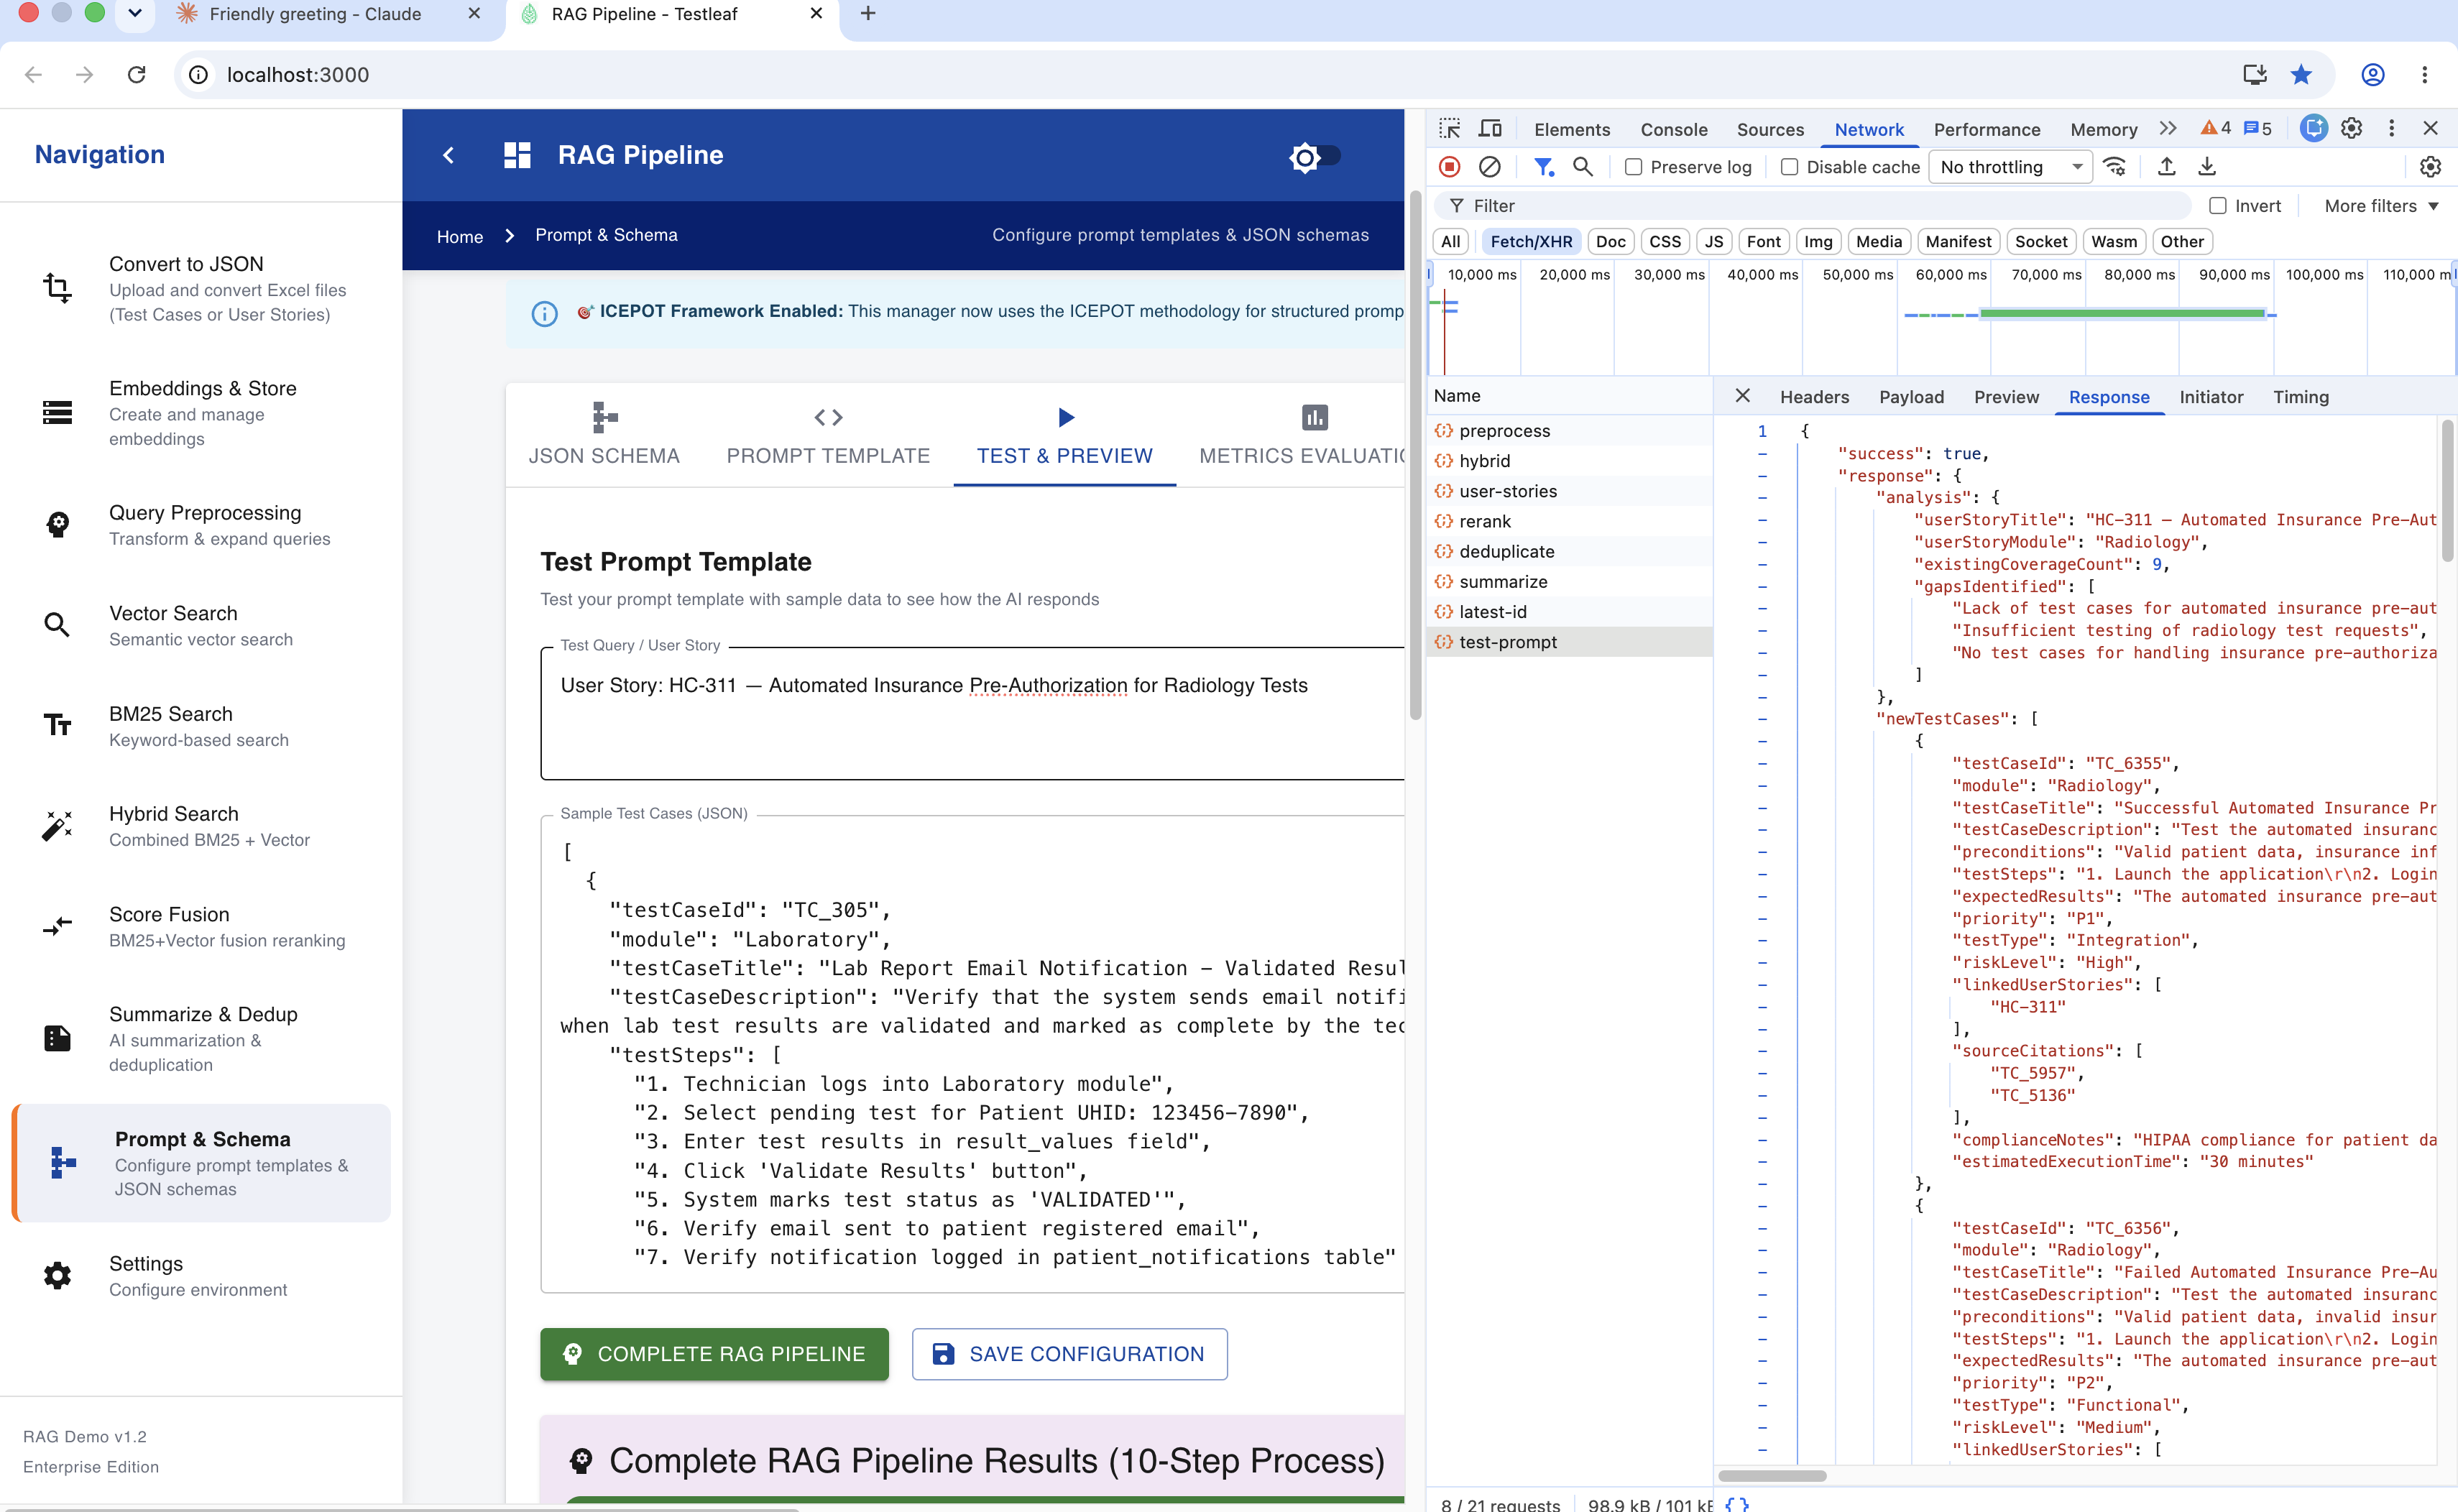 Friendly greeting - Claude
RAG Pipeline - Testleaf
localhost:3000
Navigation
Convert to JSON
Upload and convert Excel files
(Test Cases or User Stories)
Embeddings & Store
Create and manage
embeddings
Query Preprocessing
Transform & expand queries
Vector Search
Semantic vector search
BM25 Search
Keyword-based search
Hybrid Search
Combined BM25 + Vector
Score Fusion
BM25+Vector fusion reranking
Summarize & Dedup
AI summarization &
deduplication
Prompt & Schema
Configure prompt templates &
JSON schemas
Settings
Configure environment
RAG Demo v1.2
Enterprise Edition
RAG Pipeline
Home > Prompt & Schema
Configure prompt templates & JSON schemas
ICEPOT Framework Enabled: This manager now uses the ICEPOT methodology for structured promp
JSON SCHEMA
PROMPT TEMPLATE
TEST & PREVIEW
METRICS EVALUATIO
Test Prompt Template
Test your prompt template with sample data to see how the AI responds
Test Query / User Story
User Story: HC-311 — Automated Insurance Pre-Authorization for Radiology Tests
Sample Test Cases (JSON)
[
{
"testCaseId": "TC_305",
"module": "Laboratory",
"testCaseTitle": "Lab Report Email Notification – Validated Resul
"testCaseDescription": "Verify that the system sends email notifi
when lab test results are validated and marked as complete by the tec
"testSteps": [
"1. Technician logs into Laboratory module",
"2. Select pending test for Patient UHID: 123456-7890",
"3. Enter test results in result_values field",
"4. Click 'Validate Results' button",
"5. System marks test status as 'VALIDATED'",
"6. Verify email sent to patient registered email",
"7. Verify notification logged in patient_notifications table"
COMPLETE RAG PIPELINE
SAVE CONFIGURATION
Complete RAG Pipeline Results (10-Step Process)
Elements
Console
Sources
Network
Performance
Memory
4
5
Preserve log
Disable cache
No throttling
Filter
Invert
More filters
All
Fetch/XHR
Doc
CSS
JS
Font
Img
Media
Manifest
Socket
Wasm
Other
10,000 ms
20,000 ms
30,000 ms
40,000 ms
50,000 ms
60,000 ms
70,000 ms
80,000 ms
90,000 ms
100,000 ms
110,000 m
Name
preprocess
hybrid
user-stories
rerank
deduplicate
summarize
latest-id
test-prompt
8 / 21 requests
98.9 kB / 101 kB
Headers
Payload
Preview
Response
Initiator
Timing
1 {
"success": true,
"response": {
"analysis": {
"userStoryTitle": "HC-311 — Automated Insurance Pre-Aut
"userStoryModule": "Radiology",
"existingCoverageCount": 9,
"gapsIdentified": [
"Lack of test cases for automated insurance pre-aut
"Insufficient testing of radiology test requests",
"No test cases for handling insurance pre-authoriza
]
},
"newTestCases": [
{
"testCaseId": "TC_6355",
"module": "Radiology",
"testCaseTitle": "Successful Automated Insurance Pr
"testCaseDescription": "Test the automated insuranc
"preconditions": "Valid patient data, insurance inf
"testSteps": "1. Launch the application\r\n2. Login
"expectedResults": "The automated insurance pre-aut
"priority": "P1",
"testType": "Integration",
"riskLevel": "High",
"linkedUserStories": [
"HC-311"
],
"sourceCitations": [
"TC_5957",
"TC_5136"
],
"complianceNotes": "HIPAA compliance for patient da
"estimatedExecutionTime": "30 minutes"
},
{
"testCaseId": "TC_6356",
"module": "Radiology",
"testCaseTitle": "Failed Automated Insurance Pre-Au
"testCaseDescription": "Test the automated insuranc
"preconditions": "Valid patient data, invalid insur
"testSteps": "1. Launch the application\r\n2. Login
"expectedResults": "The automated insurance pre-aut
"priority": "P2",
"testType": "Functional",
"riskLevel": "Medium",
"linkedUserStories": [